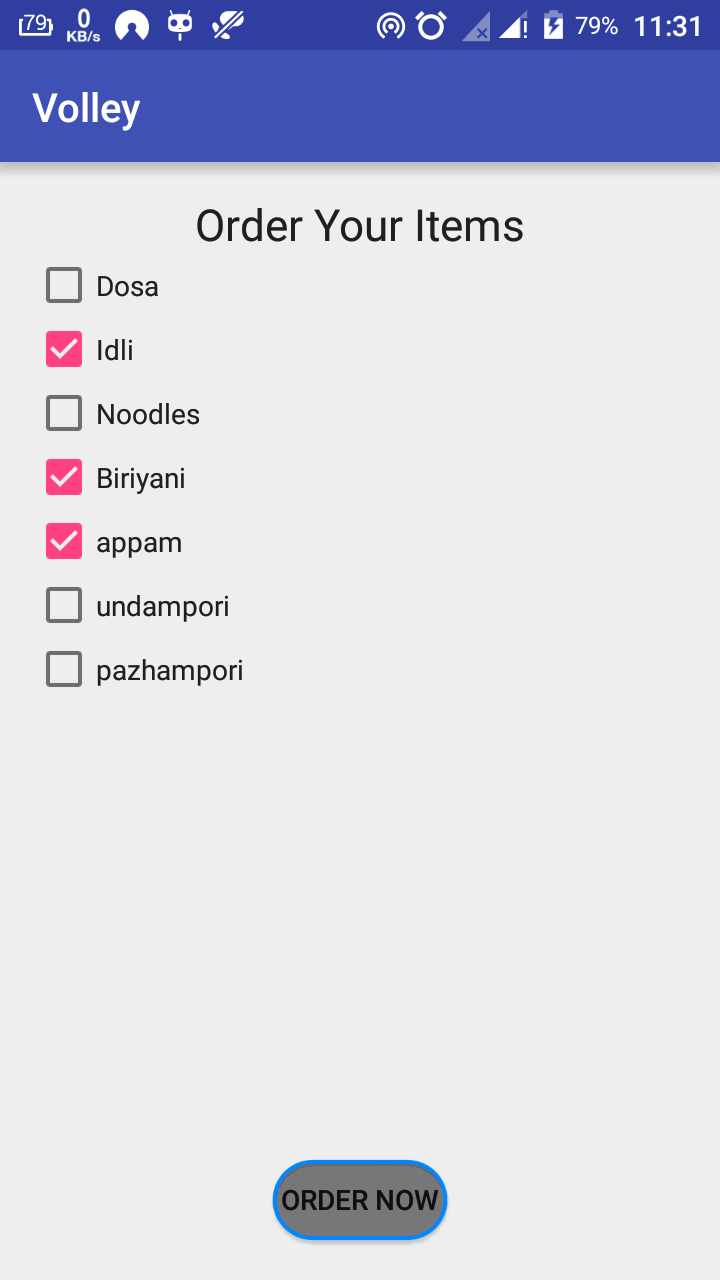 79 0 KB/s 79% 11:31
Volley
Order Your Items
Dosa
Idli
Noodles
Biriyani
appam
undampori
pazhampori
ORDER NOW